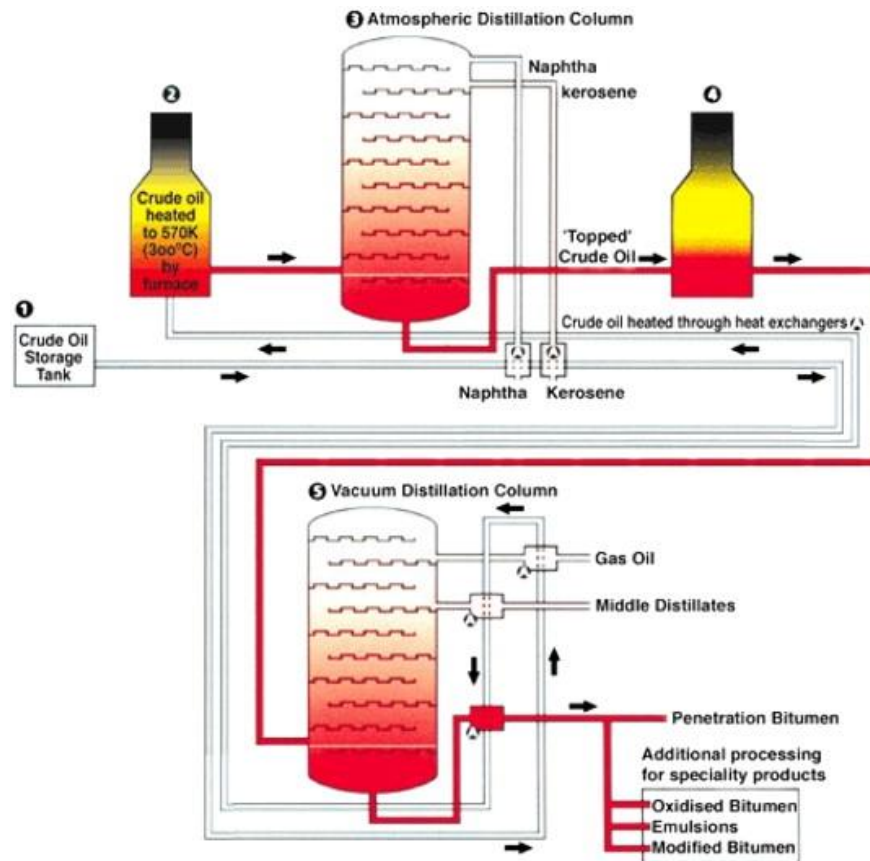 ❸ Atmospheric Distillation Column
Naphtha
kerosene
❷
❹
Crude oil
heated
to 570K
(3oo°C)
by
furnace
'Topped'
Crude Oil
❶
Crude Oil
Storage
Tank
Crude oil heated through heat exchangers
Naphtha
Kerosene
❺ Vacuum Distillation Column
Gas Oil
Middle Distillates
Penetration Bitumen
Additional processing
for speciality products
Oxidised Bitumen
Emulsions
Modified Bitumen